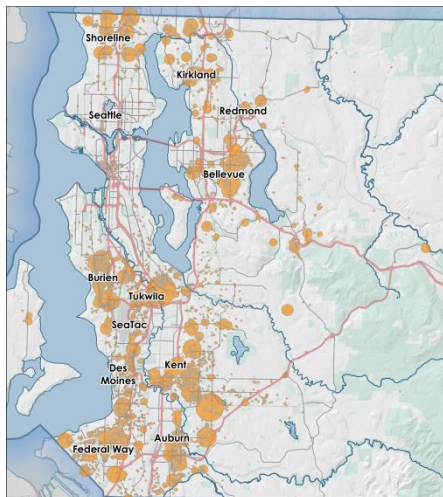 Shoreline
Kirkland
Redmond
Seattle
Bellevue
Burien
Tukwila
SeaTac
Des
Moines
Kent
Auburn
Federal Way